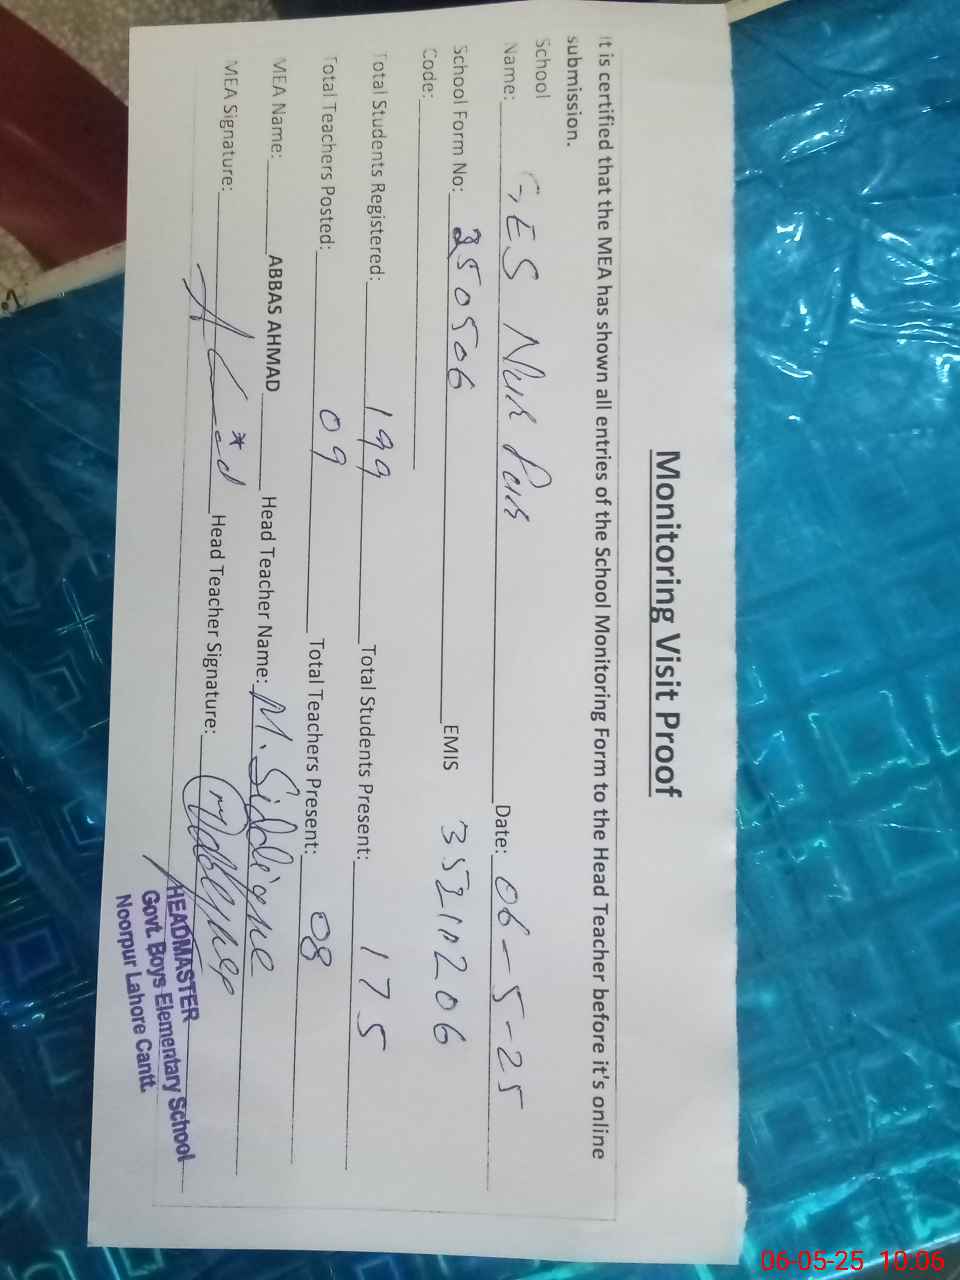 Monitoring Visit Proof
It is certified that the MEA has shown all entries of the School Monitoring Form to the Head Teacher before it's online
submission.
School
Name: GES Nur Pur Date: 06-5-25
School Form No: 350506 EMIS 35210206
Code:
Total Students Registered: 199 Total Students Present: 175
Total Teachers Posted: 09 Total Teachers Present: 08
MEA Name: ABBAS AHMAD Head Teacher Name: M. Siddique
MEA Signature: Head Teacher Signature:
HEADMASTER
Govt. Boys Elementary School
Noorpur Lahore Cantt.
06-05-25 10:06